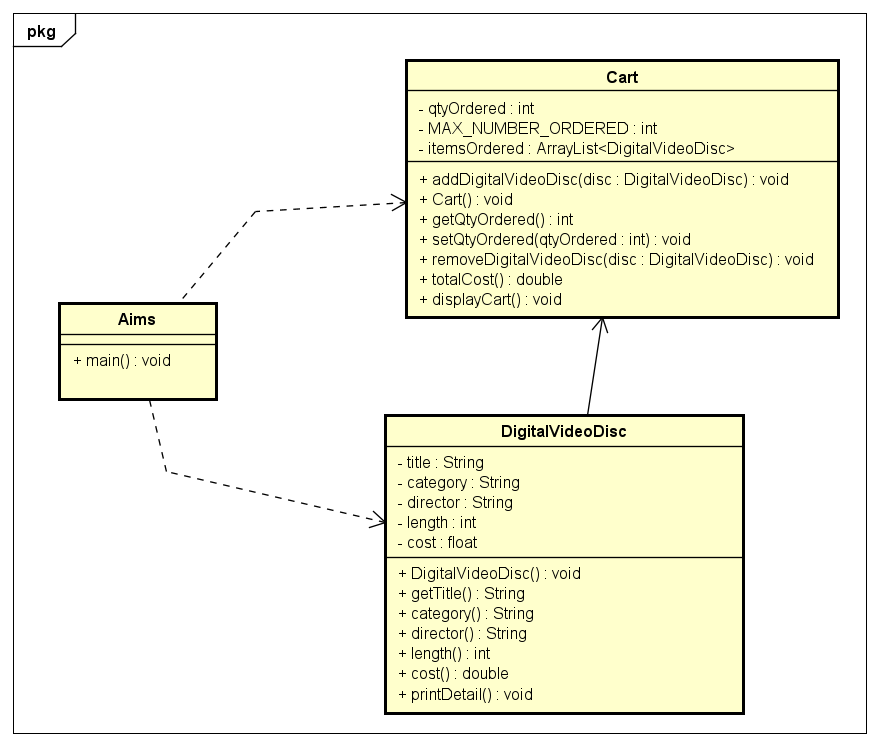 pkg
Cart
- qtyOrdered : int
- MAX_NUMBER_ORDERED : int
- itemsOrdered : ArrayList<DigitalVideoDisc>
+ addDigitalVideoDisc(disc : DigitalVideoDisc) : void
+ Cart() : void
+ getQtyOrdered() : int
+ setQtyOrdered(qtyOrdered : int) : void
+ removeDigitalVideoDisc(disc : DigitalVideoDisc) : void
+ totalCost() : double
+ displayCart() : void
Aims
+ main() : void
DigitalVideoDisc
- title : String
- category : String
- director : String
- length : int
- cost : float
+ DigitalVideoDisc() : void
+ getTitle() : String
+ category() : String
+ director() : String
+ length() : int
+ cost() : double
+ printDetail() : void